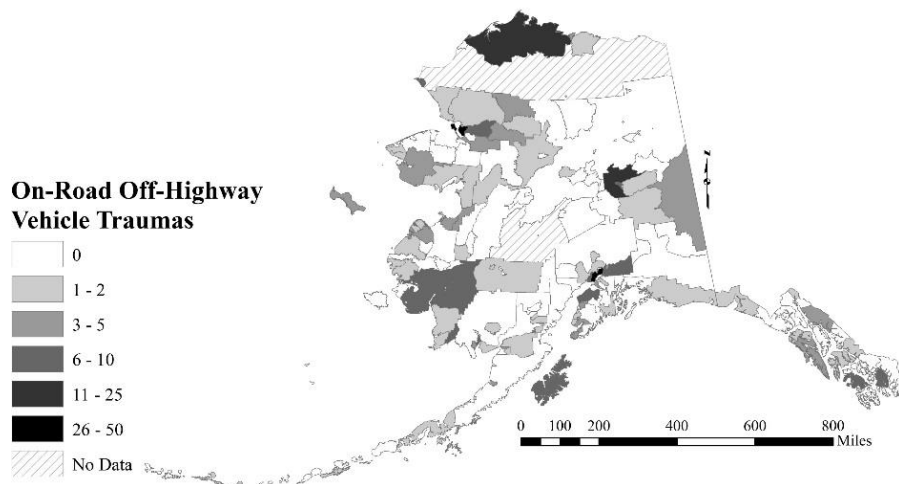 On-Road Off-Highway
Vehicle Traumas
0
1 - 2
3 - 5
6 - 10
11 - 25
26 - 50
No Data
0 100 200 400 600 800
Miles